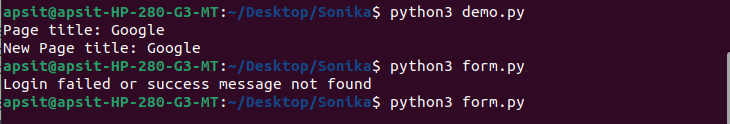 apsit@apsit-HP-280-G3-MT:~/Desktop/Sonika$ python3 demo.py
Page title: Google
New Page title: Google
apsit@apsit-HP-280-G3-MT:~/Desktop/Sonika$ python3 form.py
Login failed or success message not found
apsit@apsit-HP-280-G3-MT:~/Desktop/Sonika$ python3 form.py